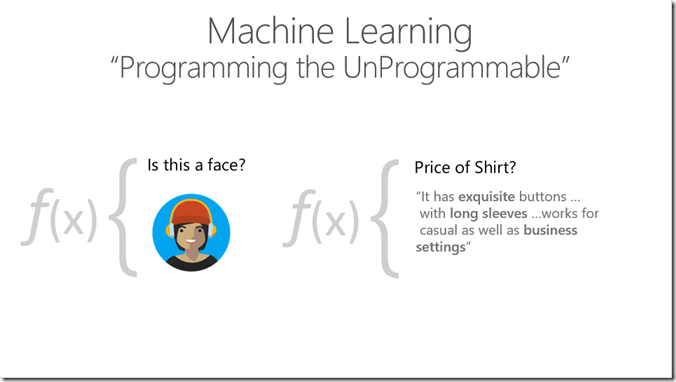 Machine Learning
“Programming the UnProgrammable”
f(x) { Is this a face?
f(x) { Price of Shirt?
“It has exquisite buttons ...
with long sleeves ...works for
casual as well as business
settings”